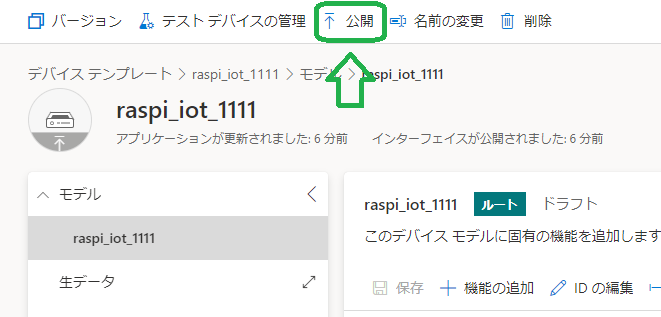 バージョン テスト デバイスの管理 公開 名前の変更 削除
デバイス テンプレート > raspi_iot_1111 > モデル > raspi_iot_1111
raspi_iot_1111
アプリケーションが更新されました: 6 分前 インターフェイスが公開されました: 6 分前
モデル
raspi_iot_1111
生データ
raspi_iot_1111 ルート ドラフト
このデバイス モデルに固有の機能を追加します
保存 機能の追加 ID の編集